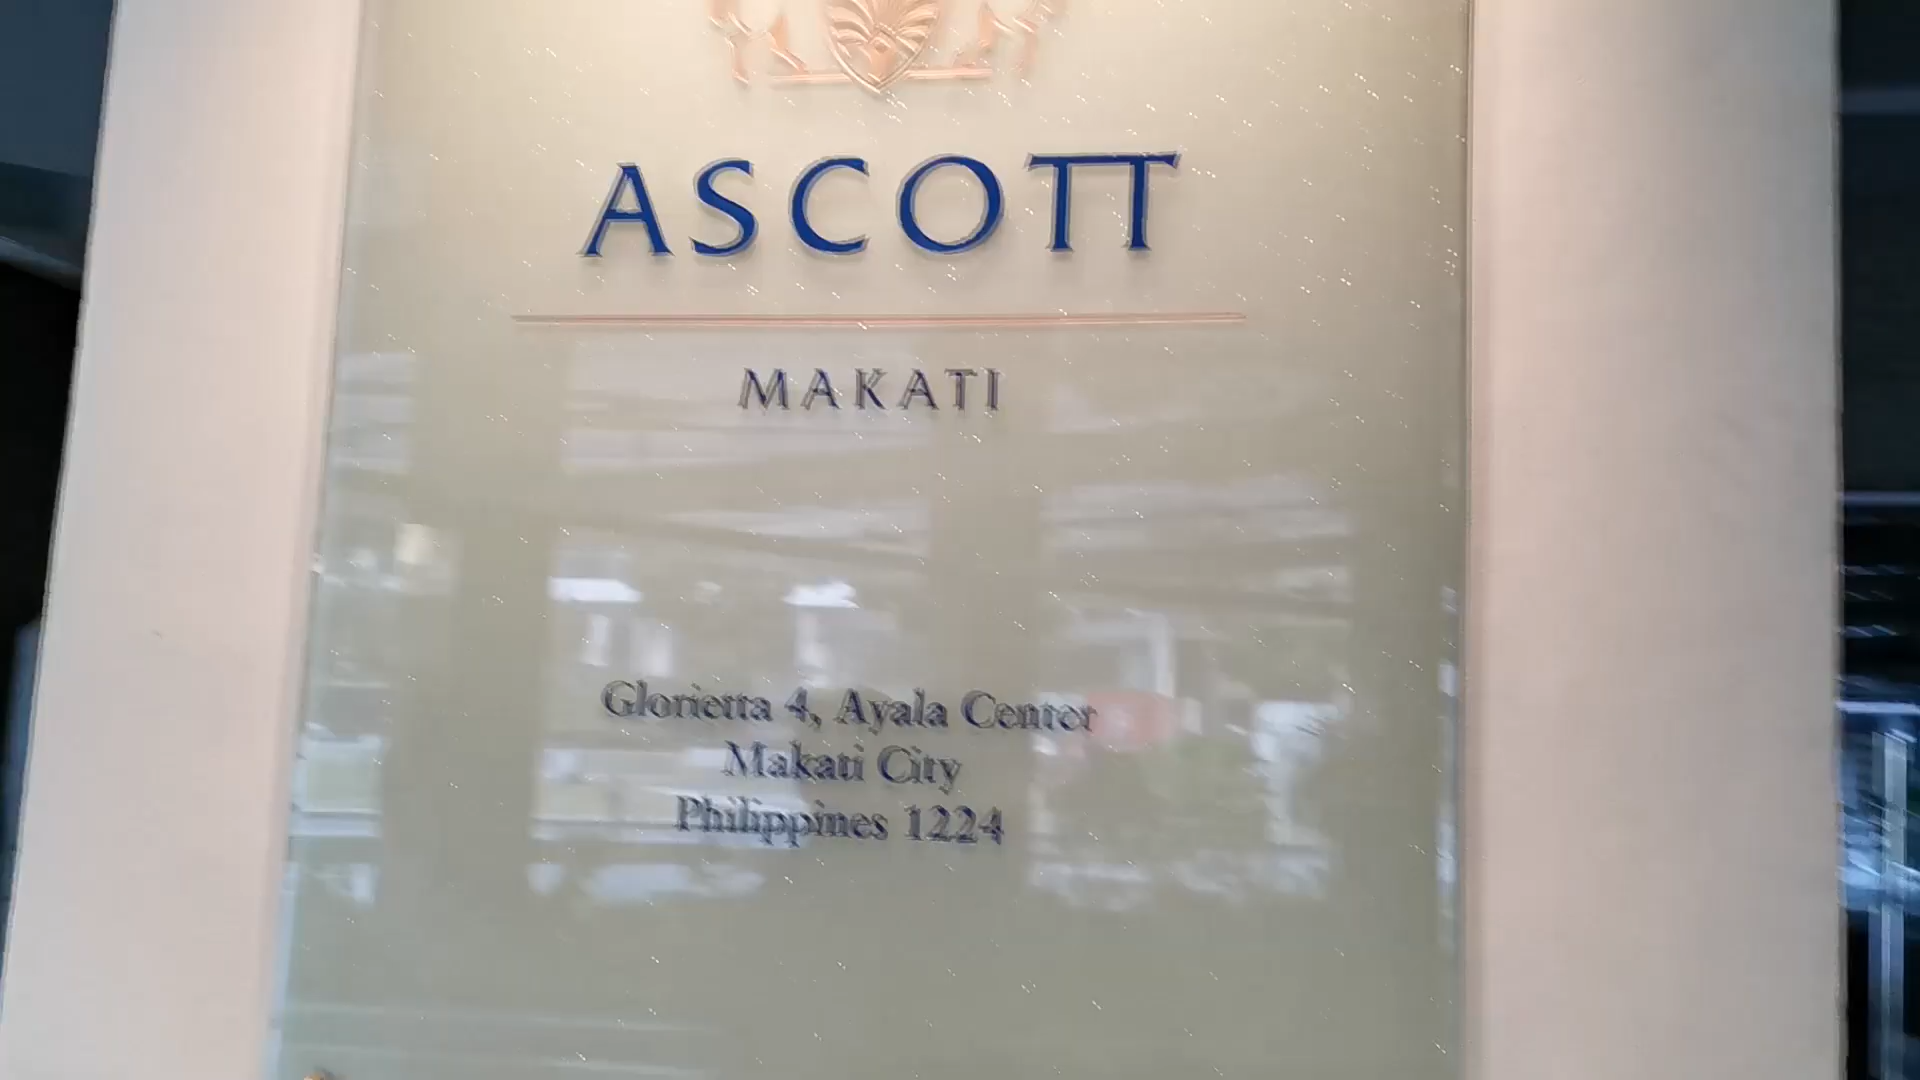 ASCOTT
MAKATI
Glorietta 4, Ayala Center
Makati City
Philippines 1224